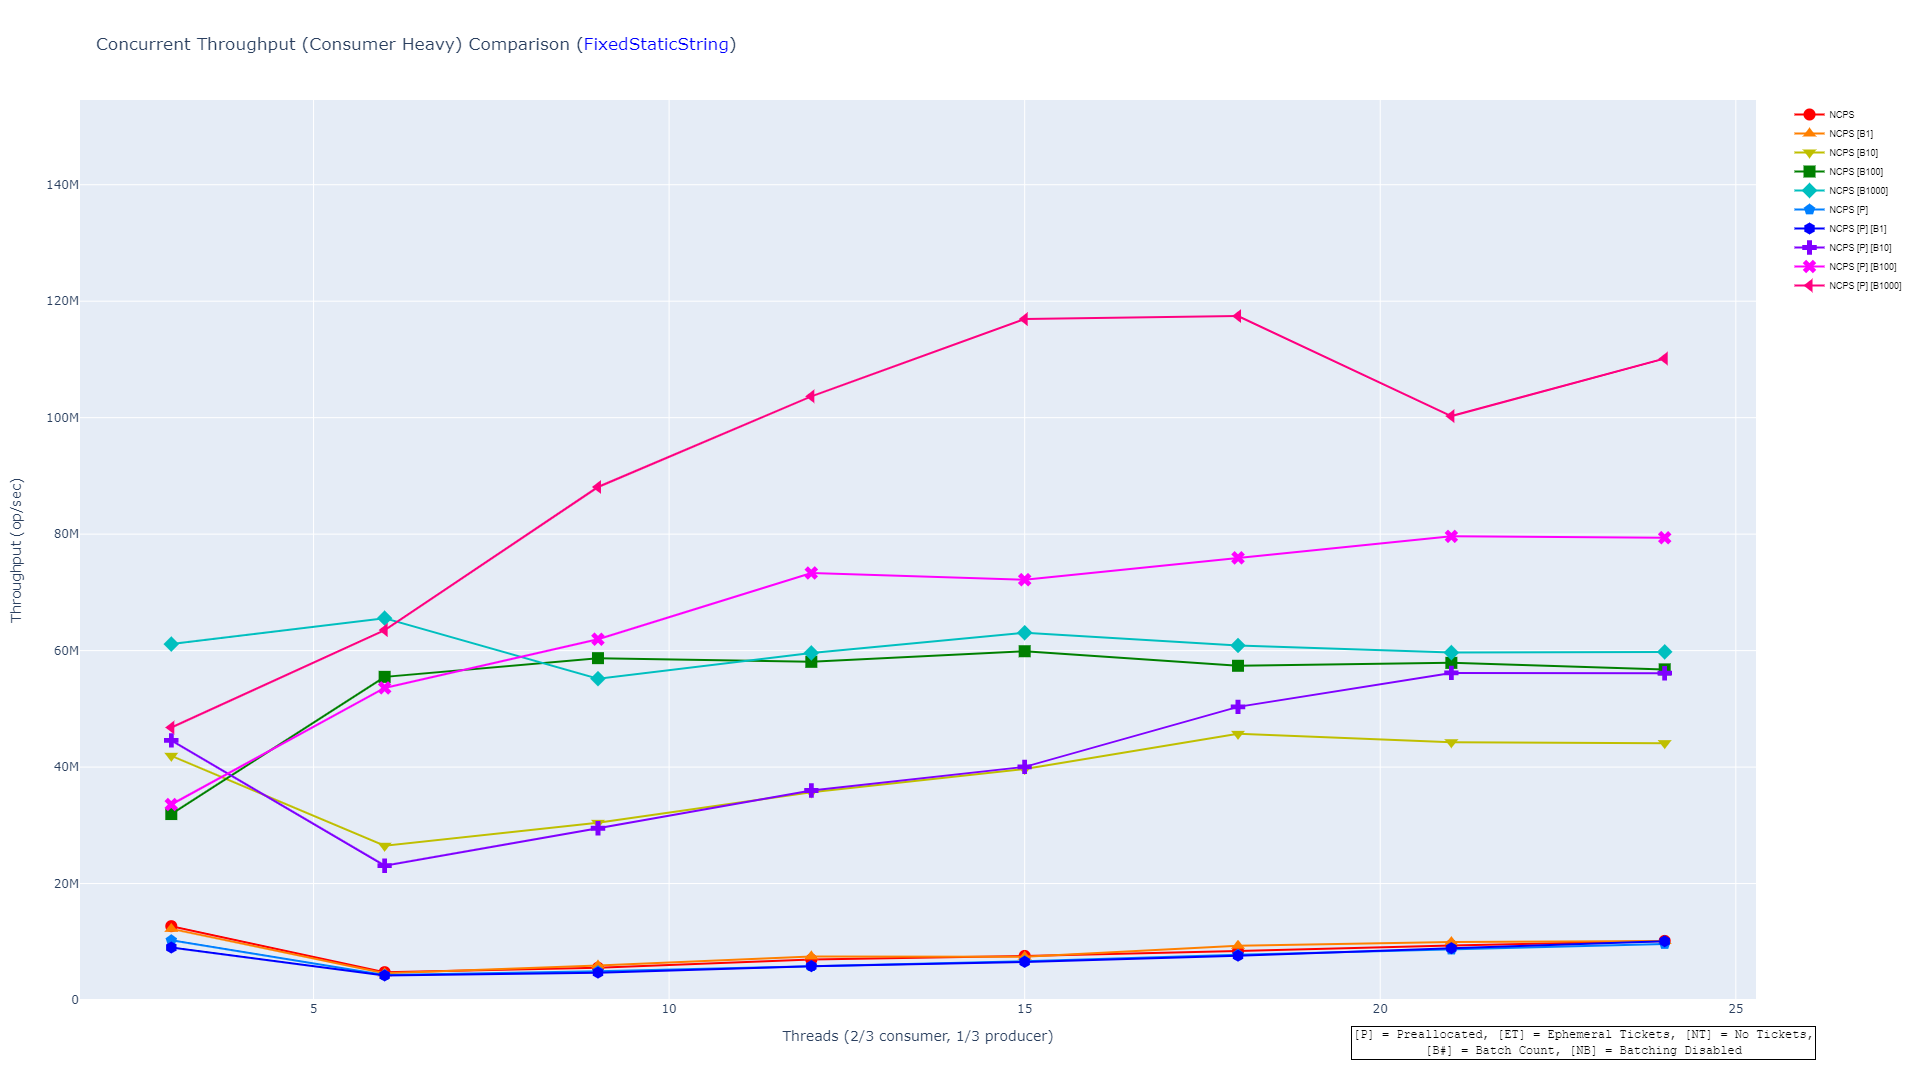 Concurrent Throughput (Consumer Heavy) Comparison (FixedStaticString)
NCPS
NCPS [B1]
NCPS [B10]
NCPS [B100]
NCPS [B1000]
NCPS [P]
NCPS [P] [B1]
NCPS [P] [B10]
NCPS [P] [B100]
NCPS [P] [B1000]
Throughput (op/sec)
140M
120M
100M
80M
60M
40M
20M
0
5
10
15
20
25
Threads (2/3 consumer, 1/3 producer)
[P] = Preallocated, [ET] = Ephemeral Tickets, [NT] = No Tickets,
[B#] = Batch Count, [NB] = Batching Disabled